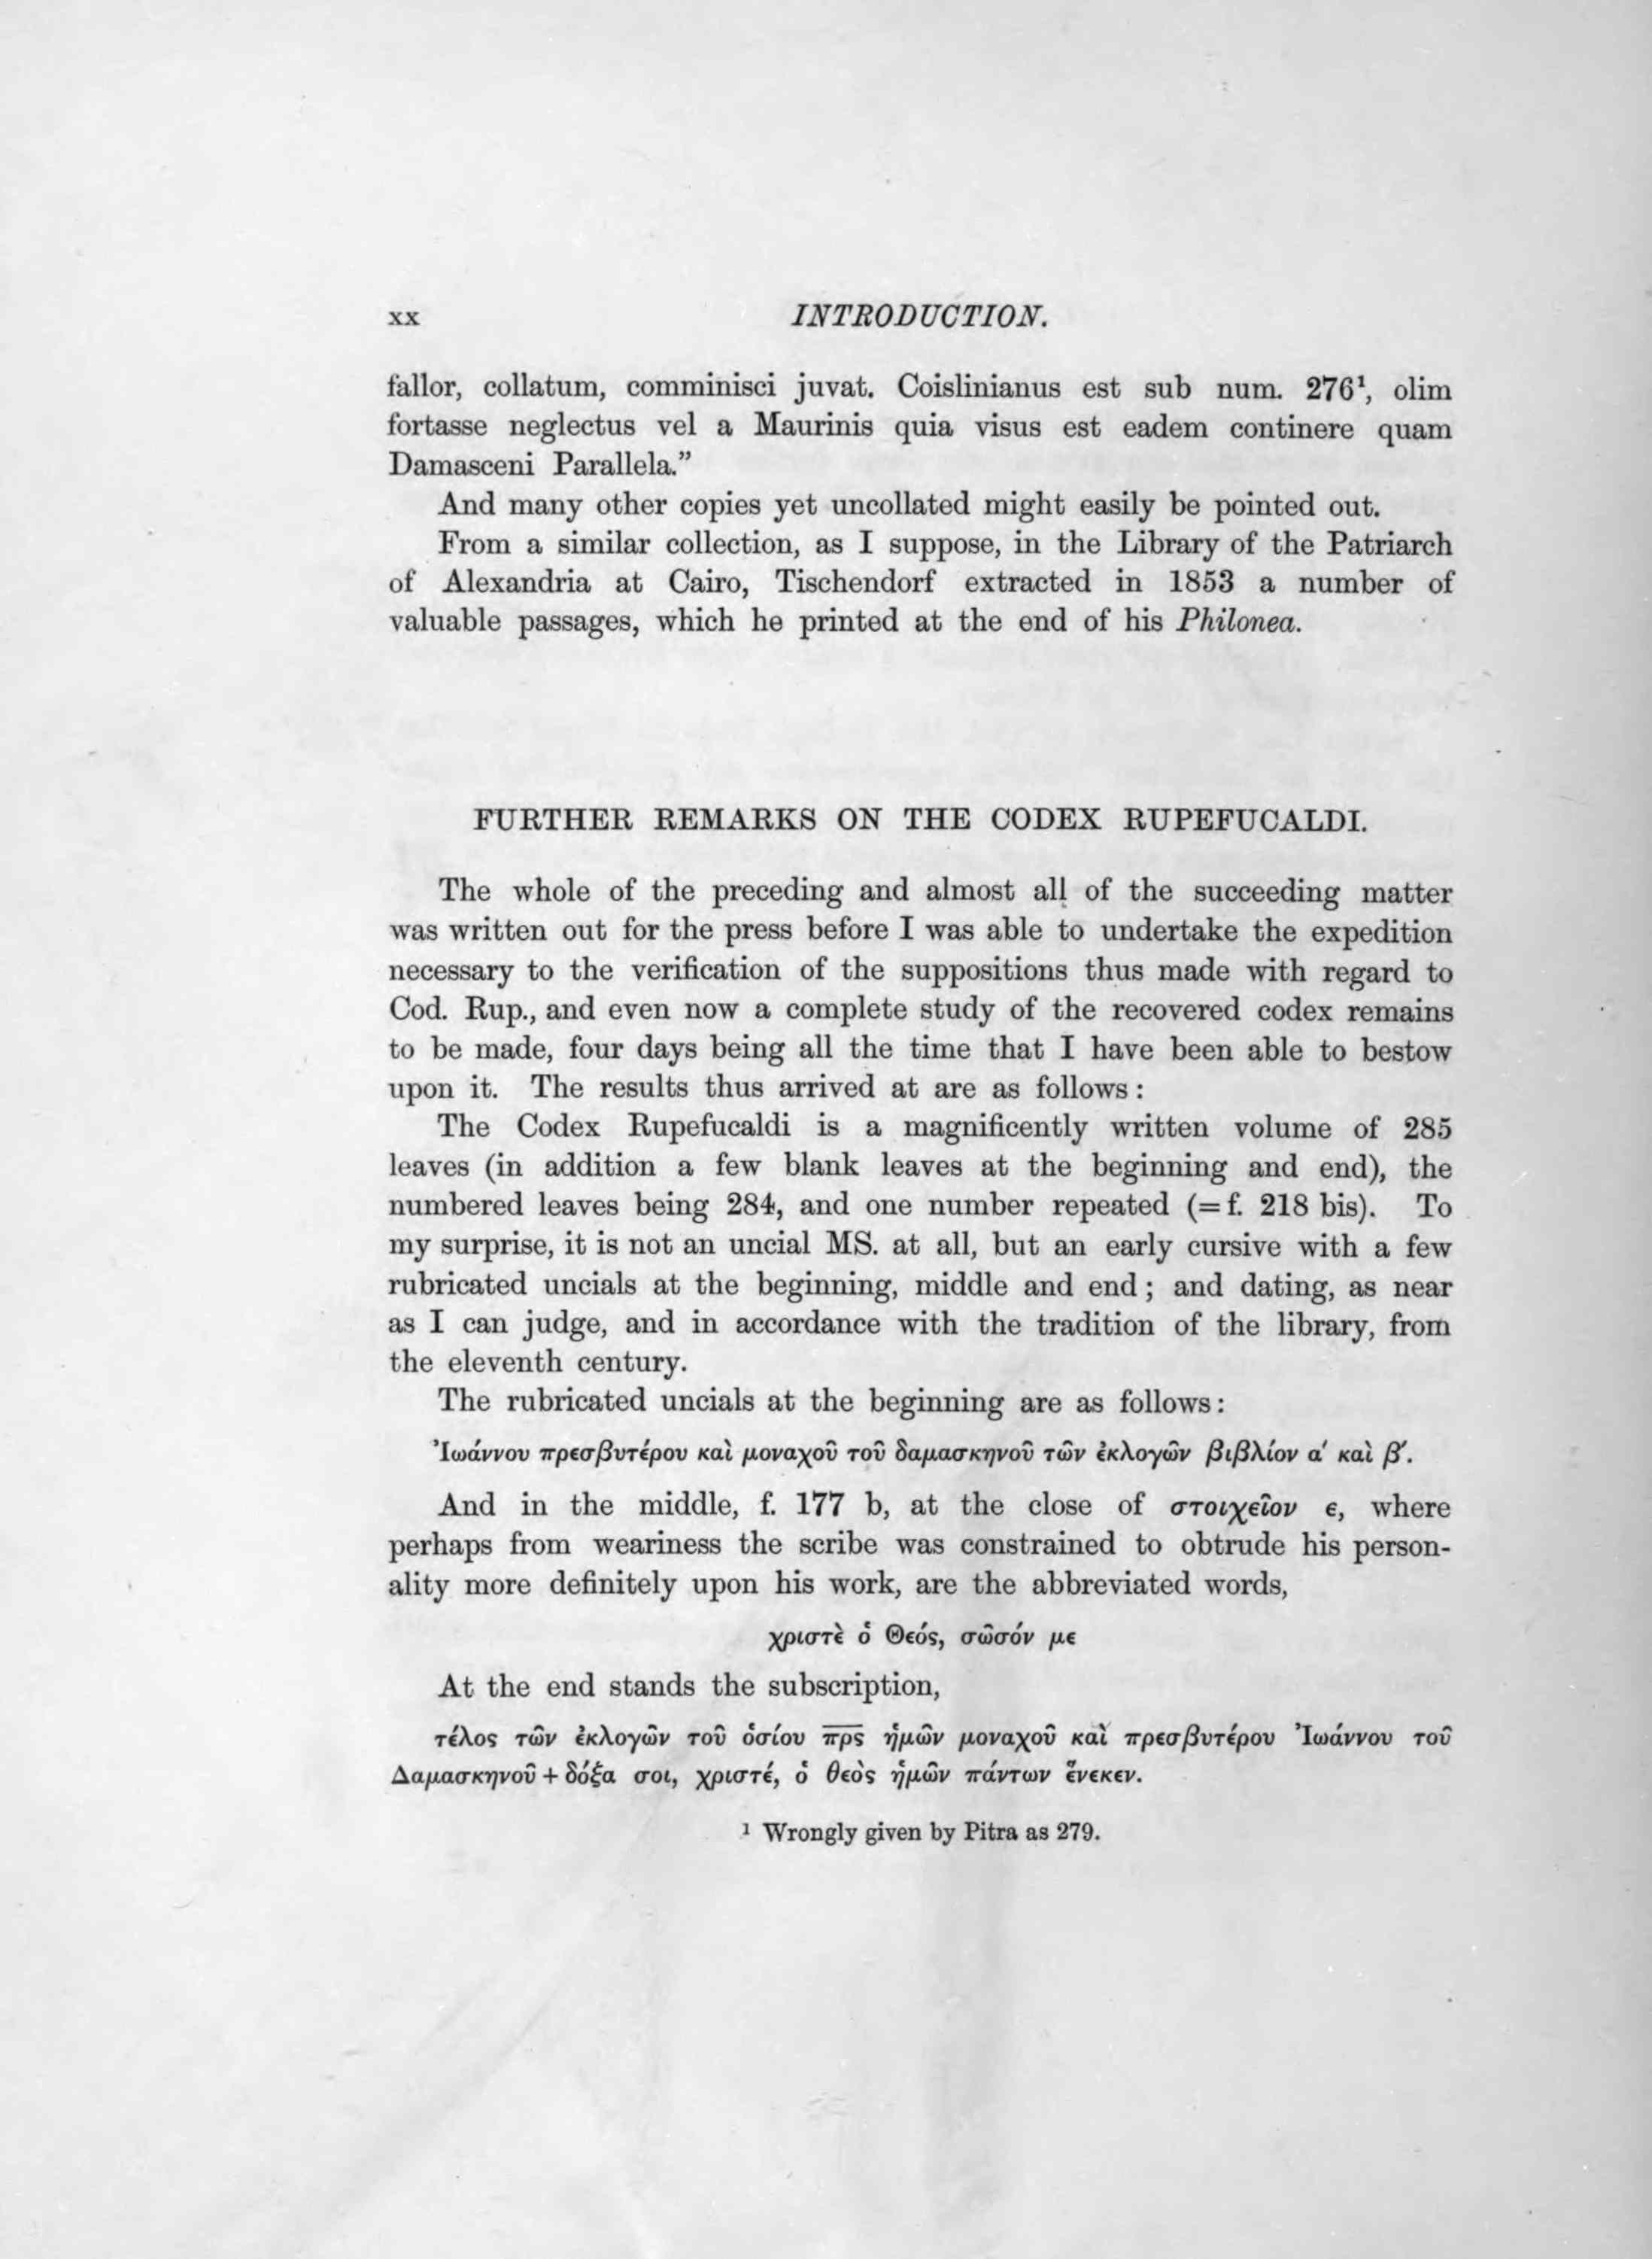 xx INTRODUCTION.
fallor, collatum, comminisci juvat. Coislinianus est sub num. 276¹, olim
fortasse neglectus vel a Maurinis quia visus est eadem continere quam
Damasceni Parallela.”
And many other copies yet uncollated might easily be pointed out.
From a similar collection, as I suppose, in the Library of the Patriarch
of Alexandria at Cairo, Tischendorf extracted in 1853 a number of
valuable passages, which he printed at the end of his Philonea.
FURTHER REMARKS ON THE CODEX RUPEFUCALDI.
The whole of the preceding and almost all of the succeeding matter
was written out for the press before I was able to undertake the expedition
necessary to the verification of the suppositions thus made with regard to
Cod. Rup., and even now a complete study of the recovered codex remains
to be made, four days being all the time that I have been able to bestow
upon it. The results thus arrived at are as follows:
The Codex Rupefucaldi is a magnificently written volume of 285
leaves (in addition a few blank leaves at the beginning and end), the
numbered leaves being 284, and one number repeated (= f. 218 bis). To
my surprise, it is not an uncial MS. at all, but an early cursive with a few
rubricated uncials at the beginning, middle and end; and dating, as near
as I can judge, and in accordance with the tradition of the library, from
the eleventh century.
The rubricated uncials at the beginning are as follows:
Ἰωάννου πρεσβυτέρου καὶ μοναχοῦ τοῦ δαμασκηνοῦ τῶν ἐκλογῶν βιβλίον α′ καὶ β′.
And in the middle, f. 177 b, at the close of στοιχεῖον ε, where
perhaps from weariness the scribe was constrained to obtrude his person-
ality more definitely upon his work, are the abbreviated words,
χριστὲ ὁ Θεός, σῶσόν με
At the end stands the subscription,
τέλος τῶν ἐκλογῶν τοῦ ὁσίου π̅ρ̅ς̅ ἡμῶν μοναχοῦ καὶ πρεσβυτέρου Ἰωάννου τοῦ
Δαμασκηνοῦ + δόξα σοι, χριστέ, ὁ θεὸς ἡμῶν πάντων ἕνεκεν.
¹ Wrongly given by Pitra as 279.